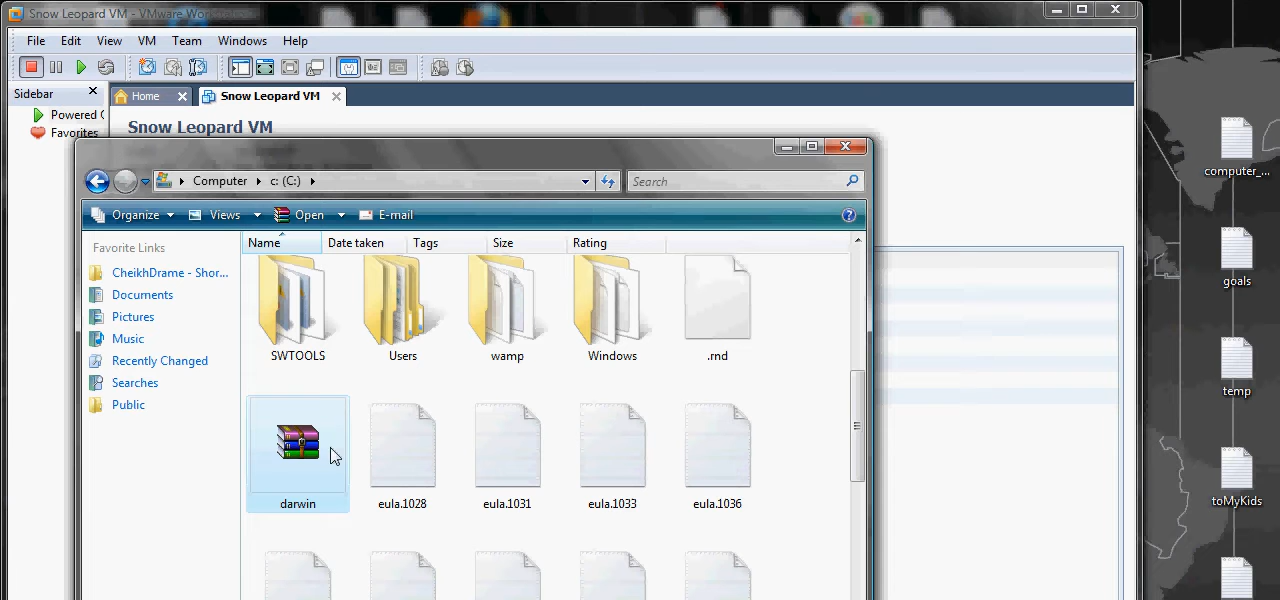 Snow Leopard VM - VMware Workstation
File Edit View VM Team Windows Help
Sidebar
Home Snow Leopard VM
Powered
Favorites
Snow Leopard VM
Computer c: (C:) Search
Organize Views Open E-mail
Favorite Links
CheikhDrame - Shor...
Documents
Pictures
Music
Recently Changed
Searches
Public
Name Date taken Tags Size Rating
SWTOOLS Users wamp Windows .rnd
darwin eula.1028 eula.1031 eula.1033 eula.1036
computer_...
goals
temp
toMyKids